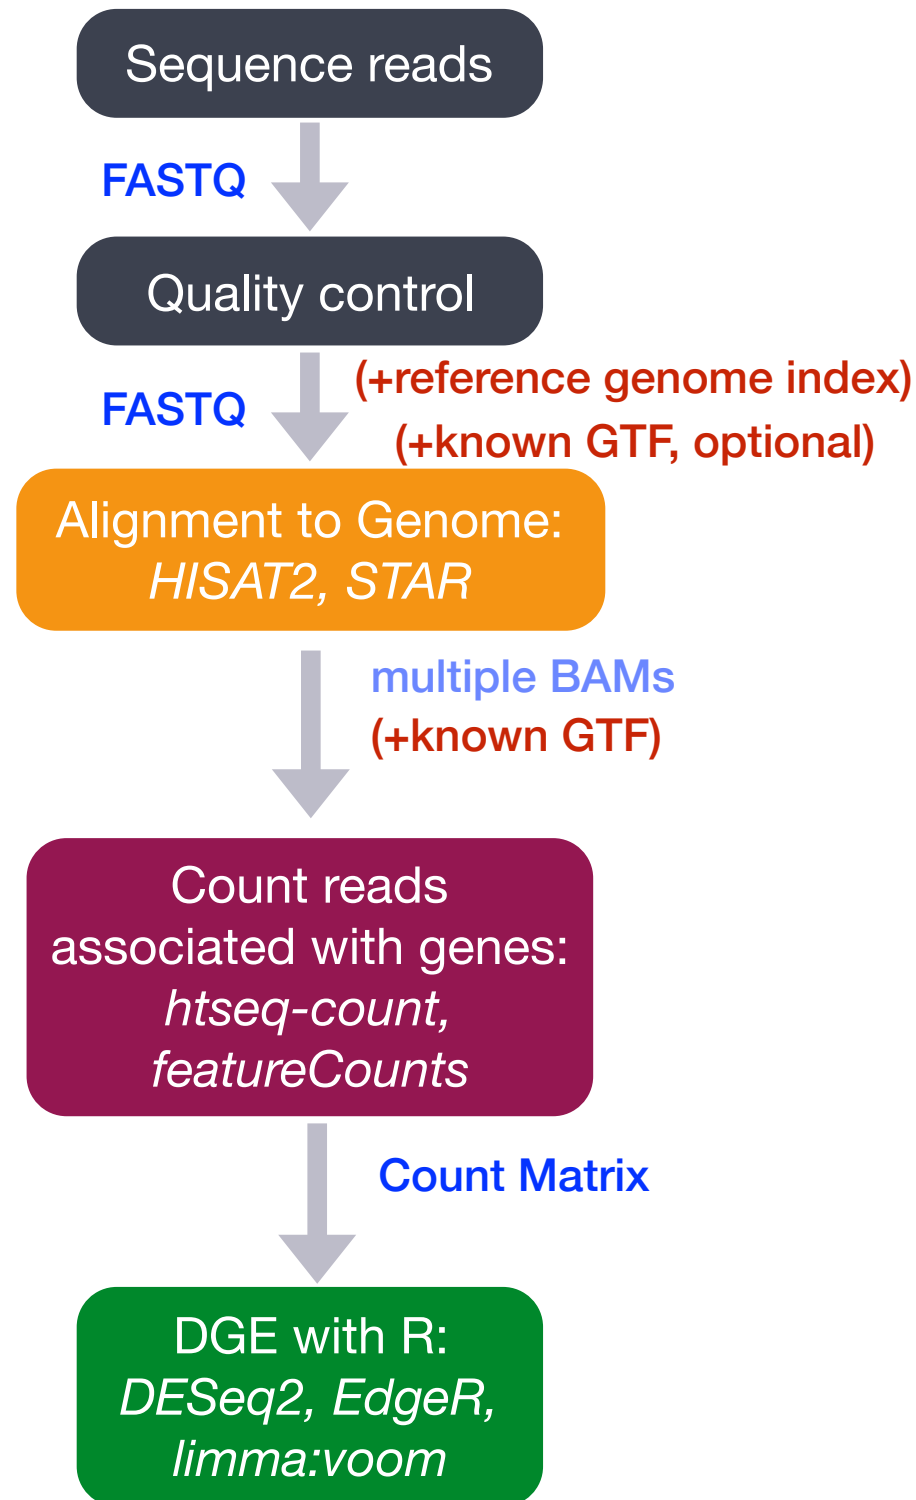 Sequence reads
FASTQ
Quality control
(+reference genome index)
FASTQ
(+known GTF, optional)
Alignment to Genome:
HISAT2, STAR
multiple BAMs
(+known GTF)
Count reads
associated with genes:
htseq-count,
featureCounts
Count Matrix
DGE with R:
DESeq2, EdgeR,
limma:voom